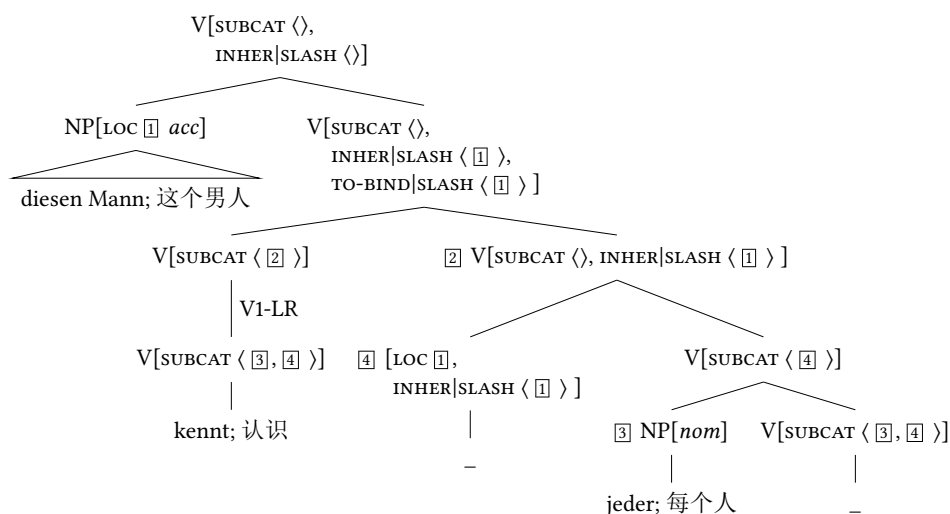 V[SUBCAT ⟨⟩,
INHER|SLASH ⟨⟩]
NP[LOC 1 acc]
V[SUBCAT ⟨⟩,
INHER|SLASH ⟨ 1 ⟩,
TO-BIND|SLASH ⟨ 1 ⟩ ]
diesen Mann; 这个男人
V[SUBCAT ⟨ 2 ⟩]
2 V[SUBCAT ⟨⟩, INHER|SLASH ⟨ 1 ⟩ ]
V1-LR
V[SUBCAT ⟨ 3, 4 ⟩]
4 [LOC 1,
INHER|SLASH ⟨ 1 ⟩ ]
V[SUBCAT ⟨ 4 ⟩]
kennt; 认识
_
3 NP[nom]
V[SUBCAT ⟨ 3, 4 ⟩]
jeder; 每个人
_